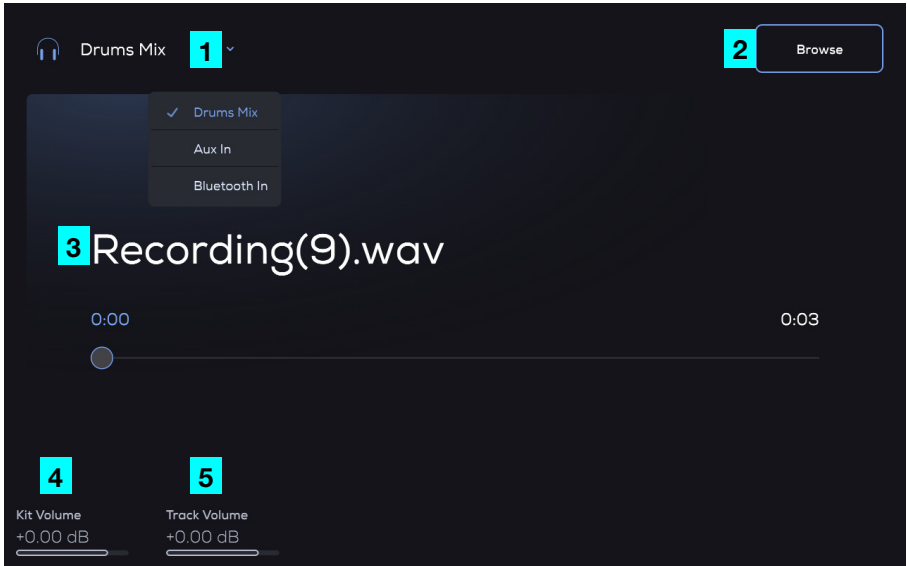 Drums Mix 1
2 Browse
Drums Mix
Aux In
Bluetooth In
3 Recording(9).wav
0:00 0:03
4 5
Kit Volume Track Volume
+0.00 dB +0.00 dB